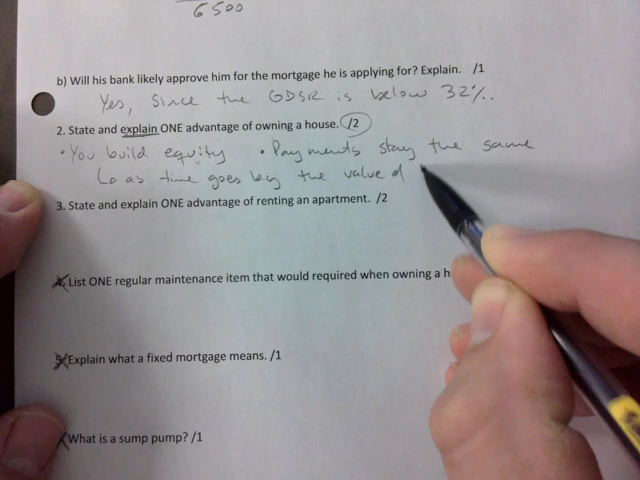 6500
b) Will his bank likely approve him for the mortgage he is applying for? Explain. /1
Yes, since the GDSR is below 32%.
2. State and explain ONE advantage of owning a house. /2
• You build equity • Payments stay the same
↳ as time goes by the value of
3. State and explain ONE advantage of renting an apartment. /2
4. List ONE regular maintenance item that would required when owning a h
5. Explain what a fixed mortgage means. /1
What is a sump pump? /1